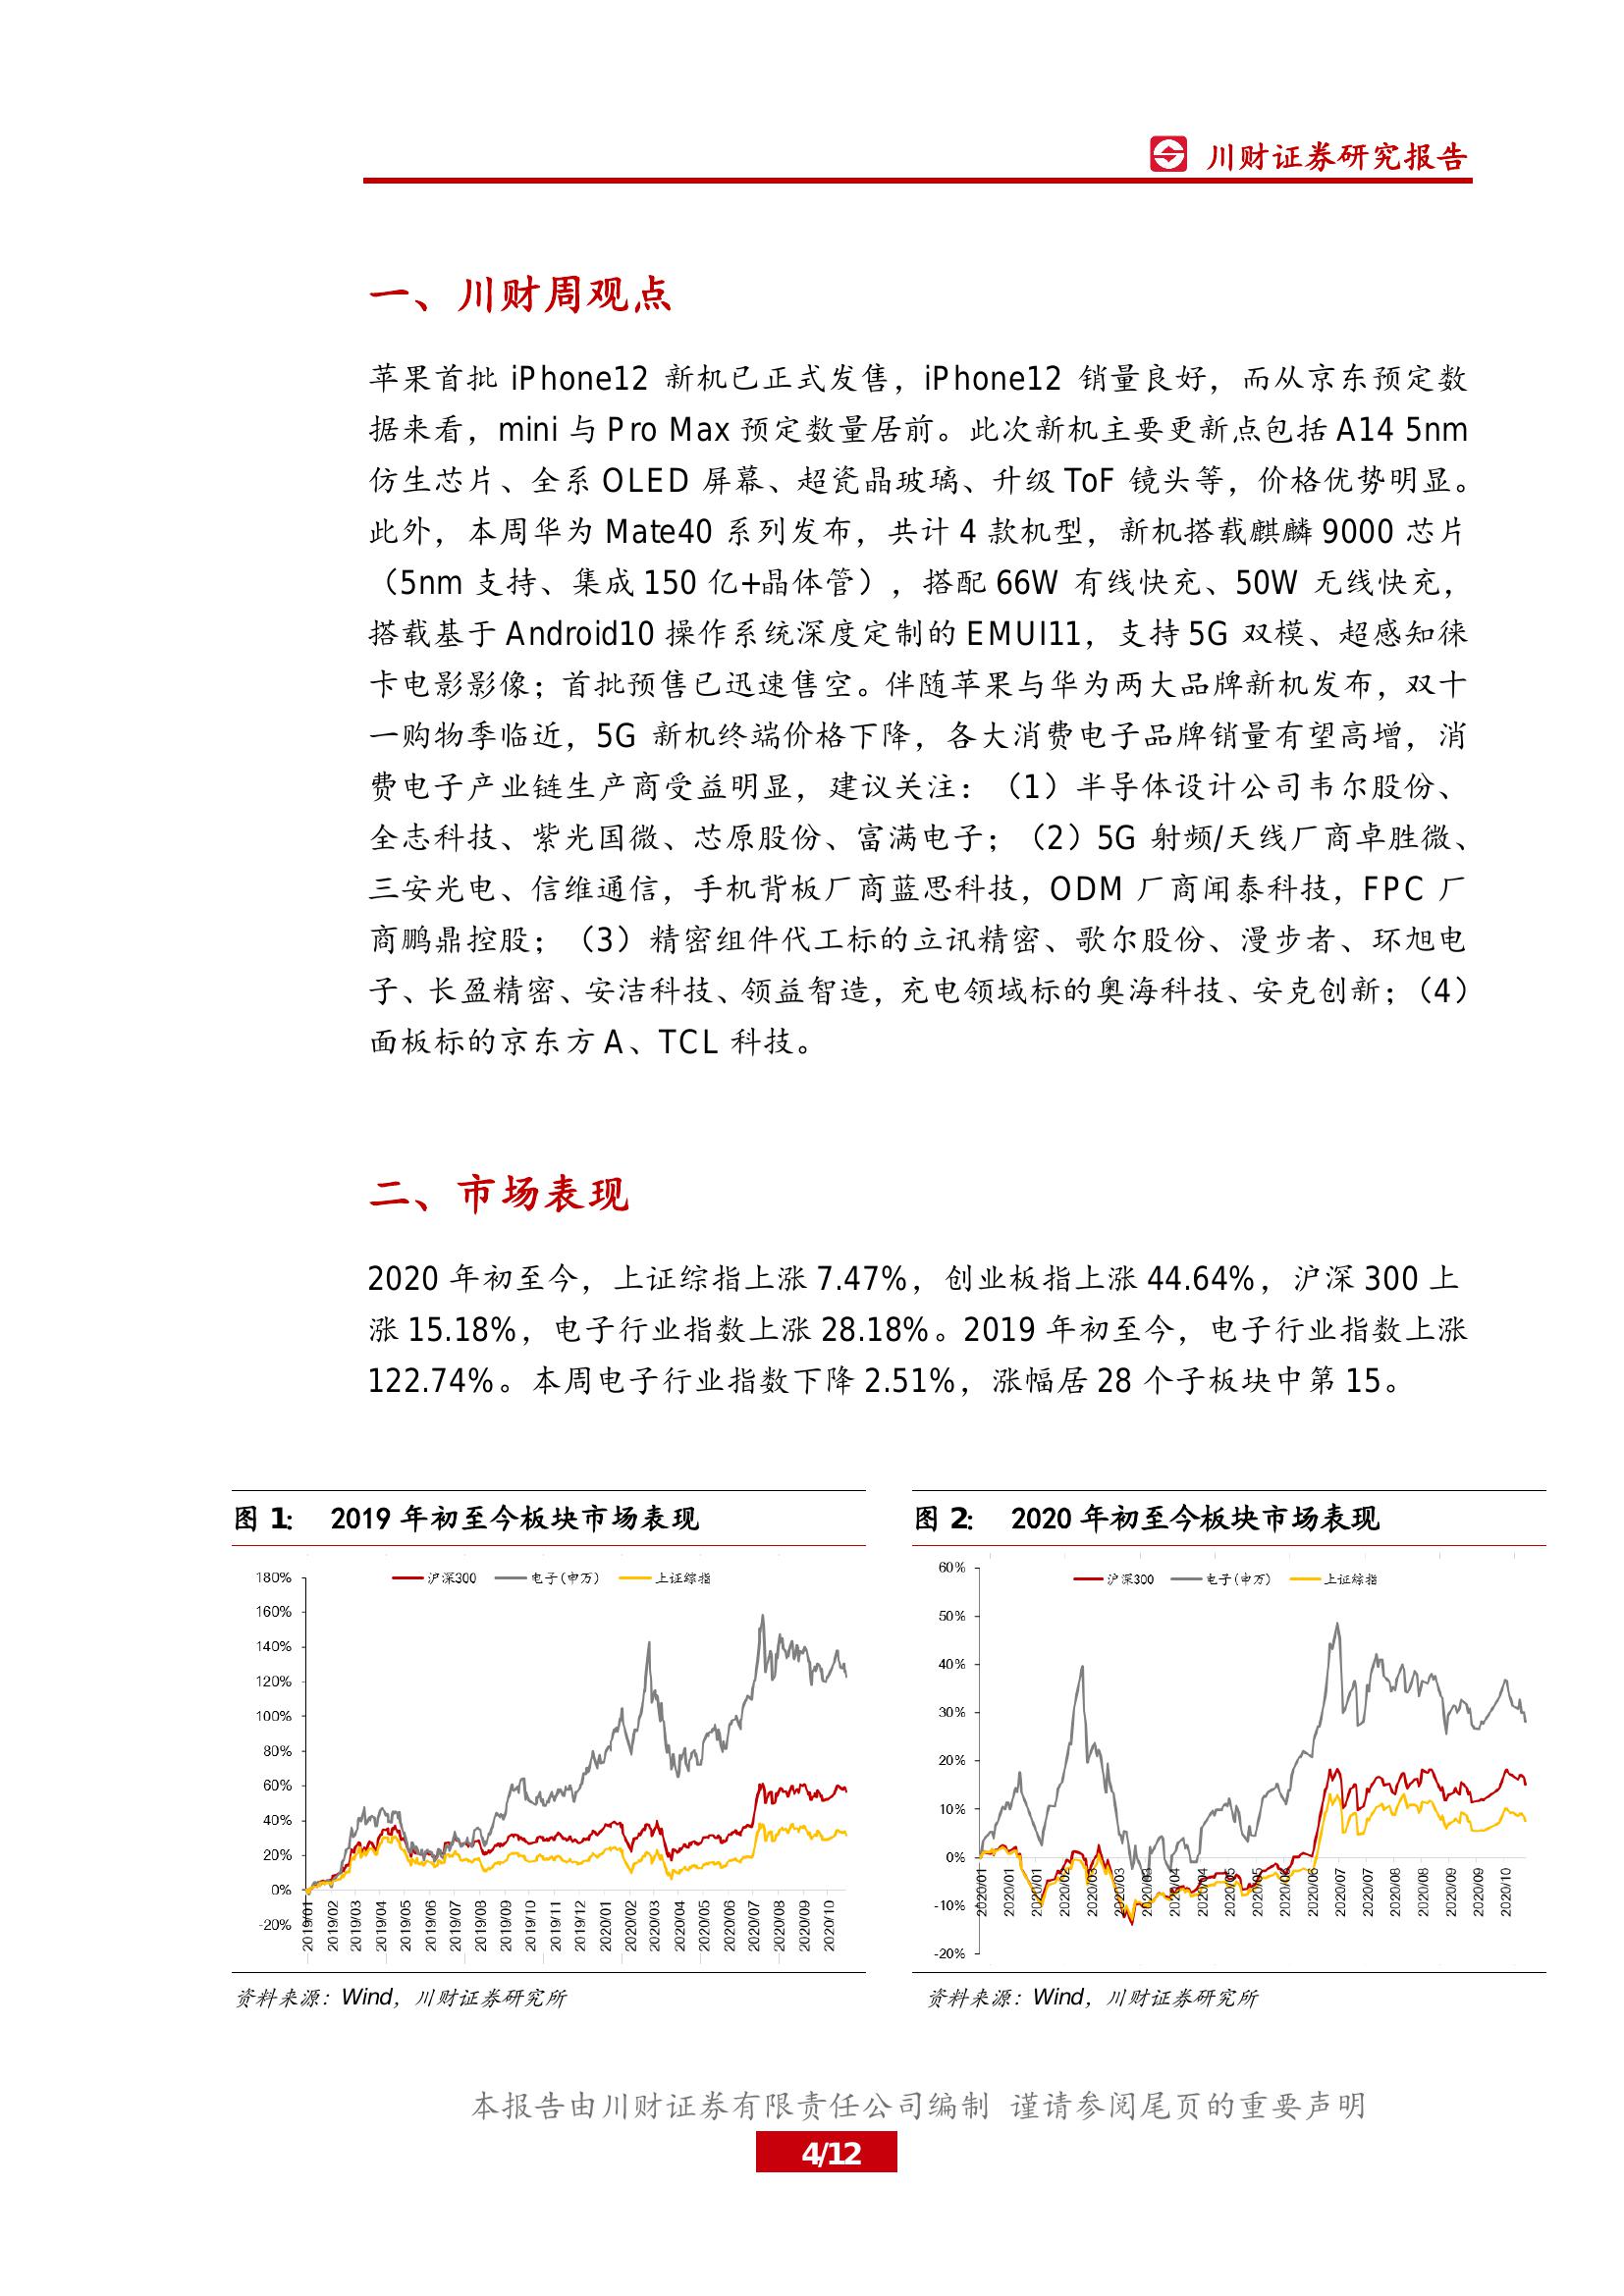 川财证券研究报告
一、川财周观点
苹果首批 iPhone12 新机已正式发售，iPhone12 销量良好，而从京东预定数
据来看，mini 与 Pro Max 预定数量居前。此次新机主要更新点包括 A14 5nm
仿生芯片、全系 OLED 屏幕、超瓷晶玻璃、升级 ToF 镜头等，价格优势明显。
此外，本周华为 Mate40 系列发布，共计 4 款机型，新机搭载麒麟 9000 芯片
（5nm 支持、集成 150 亿+晶体管），搭配 66W 有线快充、50W 无线快充，
搭载基于 Android10 操作系统深度定制的 EMUI11，支持 5G 双模、超感知徕
卡电影影像；首批预售已迅速售空。伴随苹果与华为两大品牌新机发布，双十
一购物季临近，5G 新机终端价格下降，各大消费电子品牌销量有望高增，消
费电子产业链生产商受益明显，建议关注：（1）半导体设计公司韦尔股份、
全志科技、紫光国微、芯原股份、富满电子；（2）5G 射频/天线厂商卓胜微、
三安光电、信维通信，手机背板厂商蓝思科技，ODM 厂商闻泰科技，FPC 厂
商鹏鼎控股；（3）精密组件代工标的立讯精密、歌尔股份、漫步者、环旭电
子、长盈精密、安洁科技、领益智造，充电领域标的奥海科技、安克创新；（4）
面板标的京东方 A、TCL 科技。
二、市场表现
2020 年初至今，上证综指上涨 7.47%，创业板指上涨 44.64%，沪深 300 上
涨 15.18%，电子行业指数上涨 28.18%。2019 年初至今，电子行业指数上涨
122.74%。本周电子行业指数下降 2.51%，涨幅居 28 个子板块中第 15。
图 1: 2019 年初至今板块市场表现
沪深300 电子(申万) 上证综指
180%
160%
140%
120%
100%
80%
60%
40%
20%
0%
-20%
2019/01 2019/02 2019/03 2019/04 2019/05 2019/06 2019/07 2019/08 2019/09 2019/10 2019/11 2019/12 2020/01 2020/02 2020/03 2020/04 2020/05 2020/06 2020/07 2020/08 2020/09 2020/10
资料来源：Wind，川财证券研究所
图 2: 2020 年初至今板块市场表现
沪深300 电子(申万) 上证综指
60%
50%
40%
30%
20%
10%
0%
-10%
-20%
2020/01 2020/01 2020/01 2020/02 2020/03 2020/03 2020/03 2020/04 2020/04 2020/05 2020/05 2020/06 2020/06 2020/07 2020/07 2020/08 2020/08 2020/09 2020/09 2020/10
资料来源：Wind，川财证券研究所
本报告由川财证券有限责任公司编制 谨请参阅尾页的重要声明
4/12